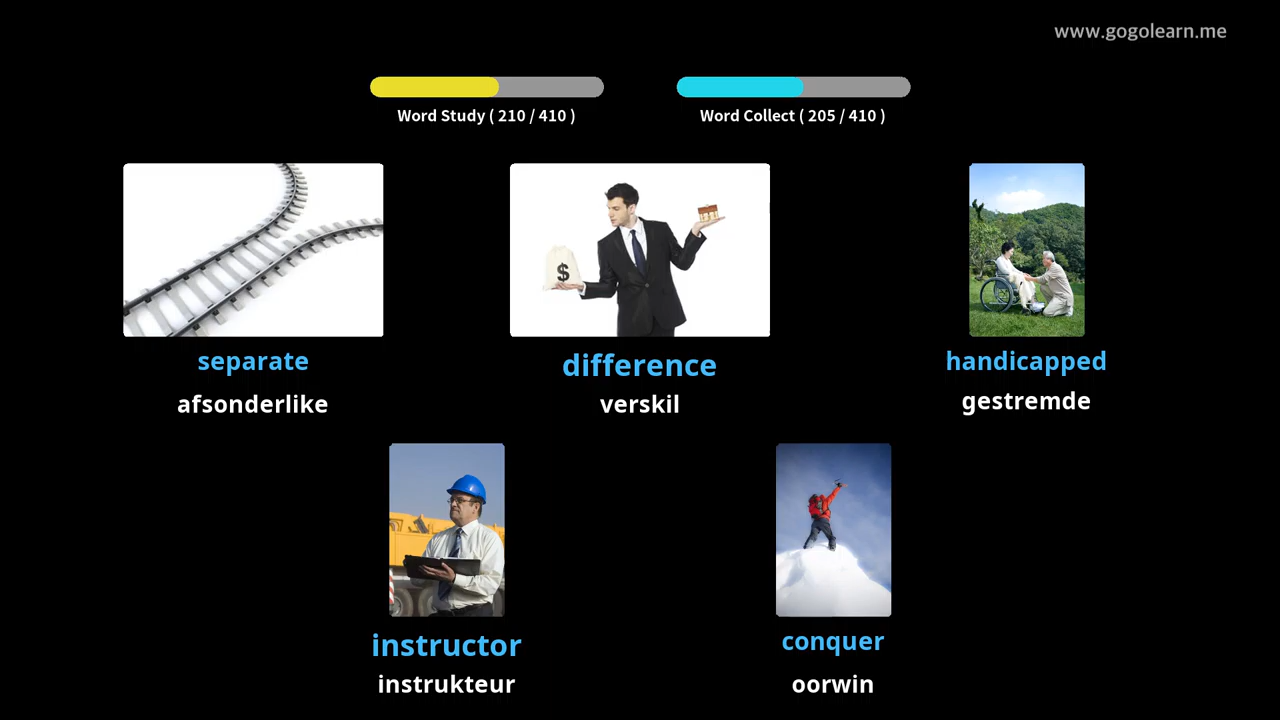 www.gogolearn.me
Word Study ( 210 / 410 )
Word Collect ( 205 / 410 )
$
separate
difference
handicapped
afsonderlike
verskil
gestremde
instructor
conquer
instrukteur
oorwin